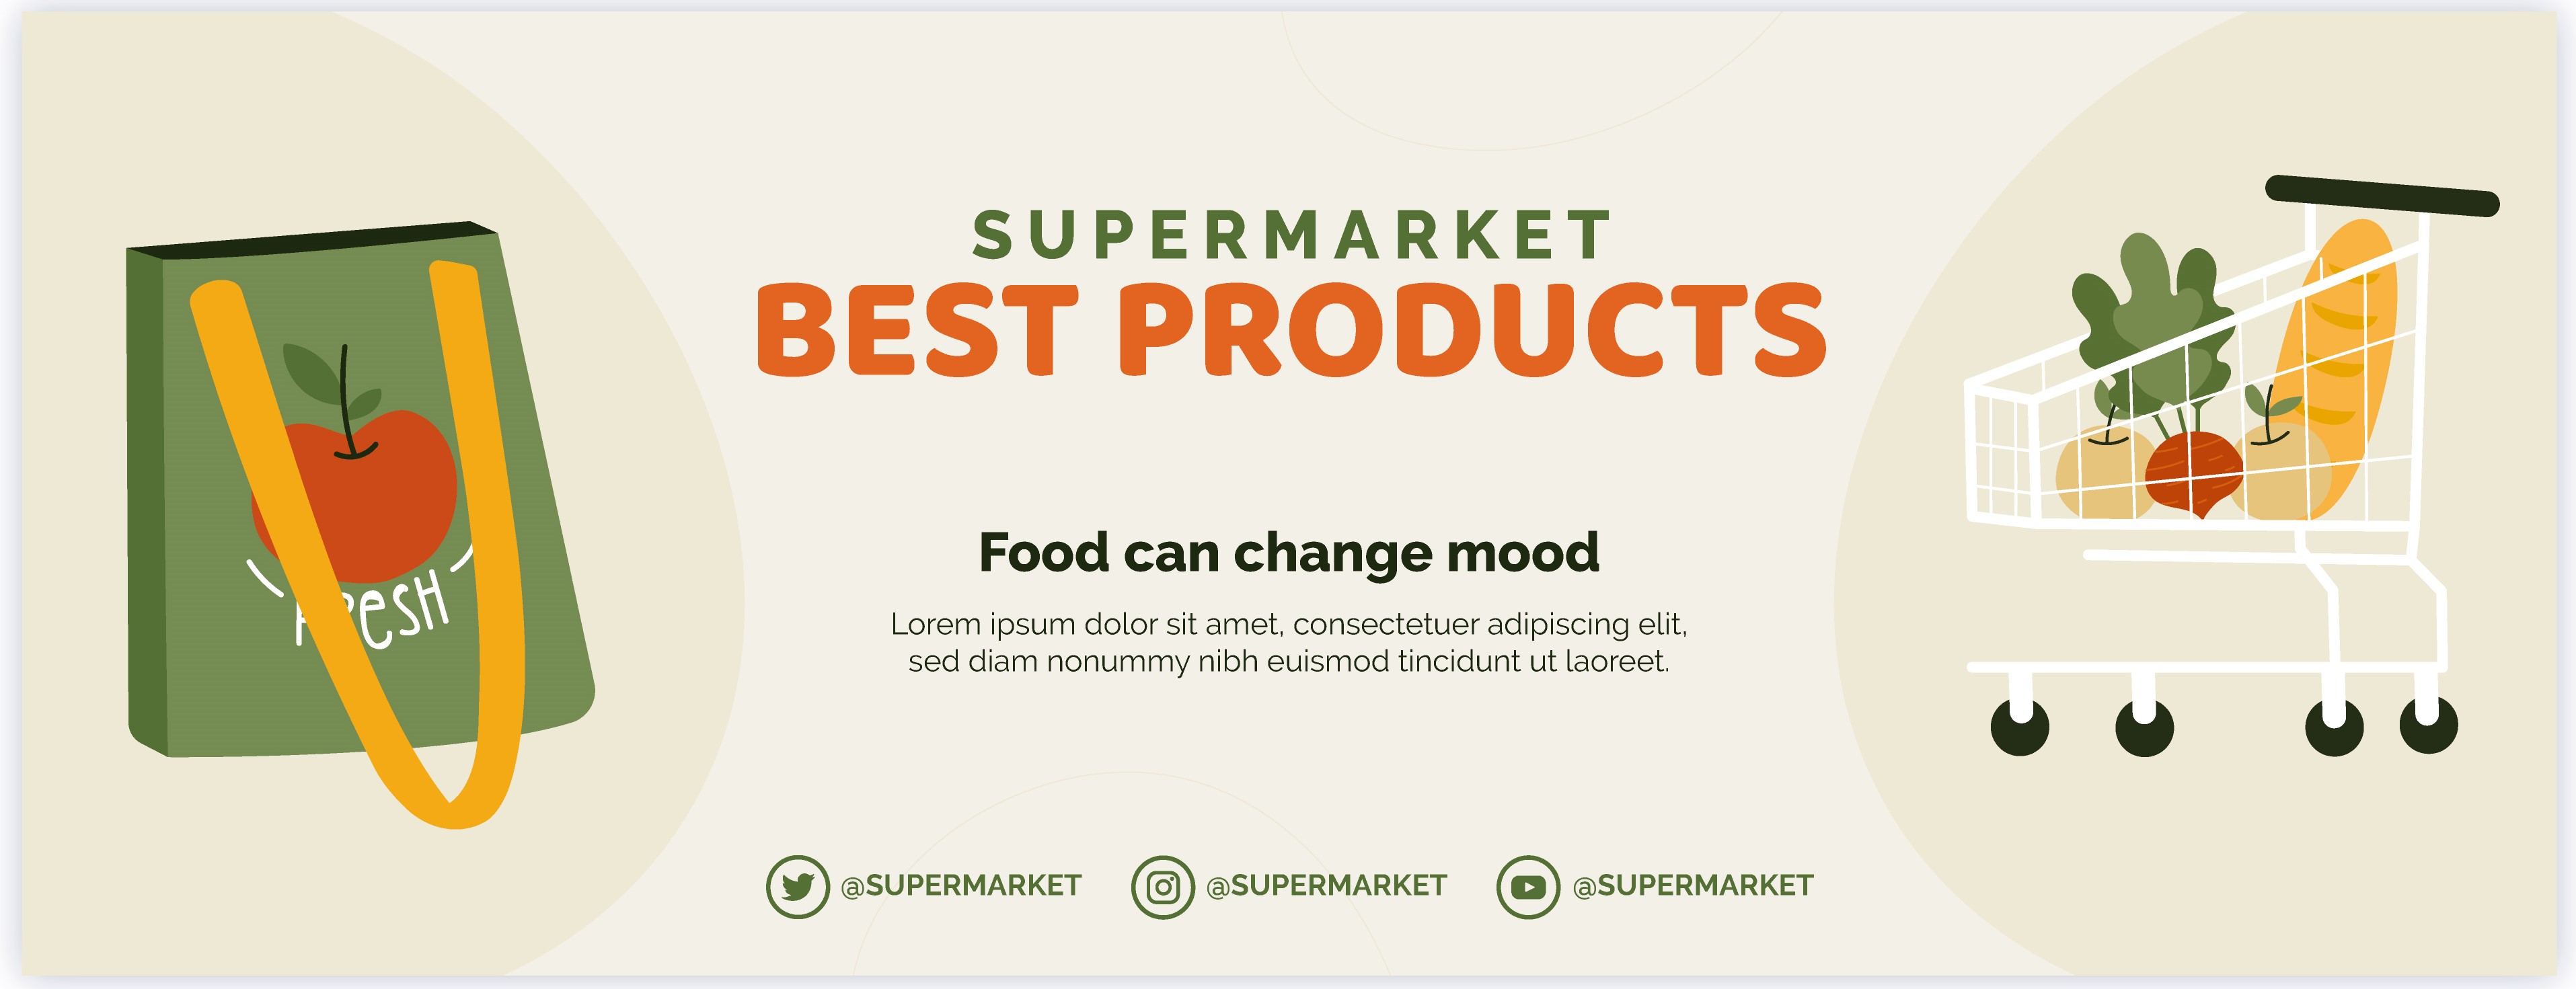 SUPERMARKET
BEST PRODUCTS
FRESH
Food can change mood
Lorem ipsum dolor sit amet, consectetuer adipiscing elit,
sed diam nonummy nibh euismod tincidunt ut laoreet.
@SUPERMARKET @SUPERMARKET @SUPERMARKET